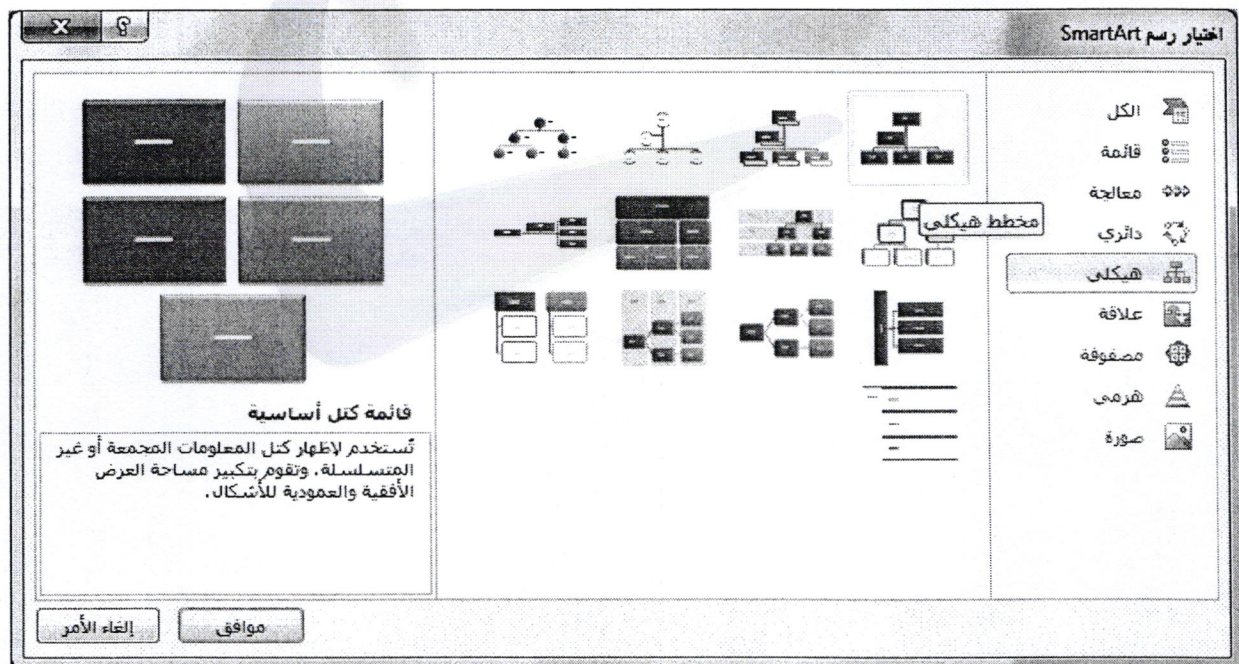 اختيار رسم SmartArt
الكل
قائمة
معالجة
دائري
هيكلي
علاقة
مصفوفة
هرمي
صورة
مخطط هيكلي
قائمة كتل أساسية
تُستخدم لإظهار كتل المعلومات المجمعة أو غير
المتسلسلة. وتقوم بتكبير مساحة العرض
الأفقية والعمودية للأشكال.
موافق
إلغاء الأمر